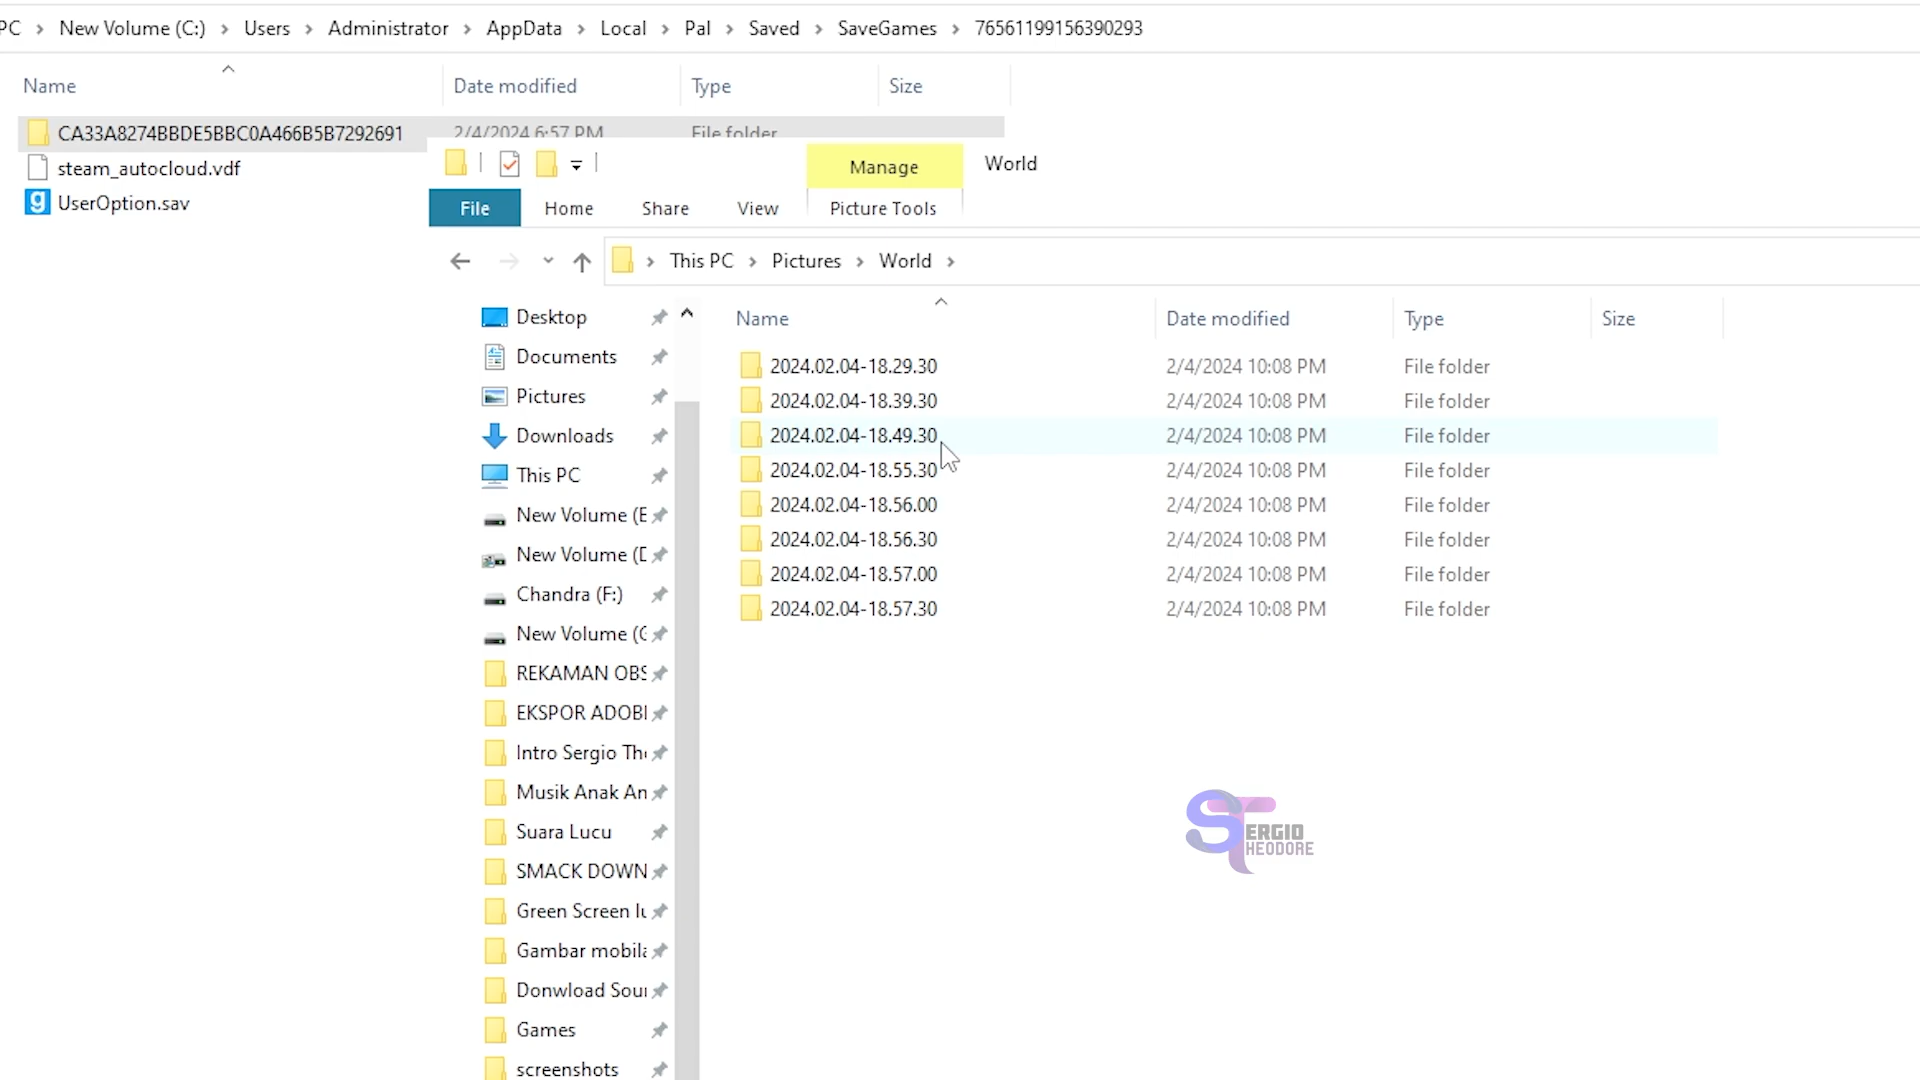 PC > New Volume (C:) > Users > Administrator > AppData > Local > Pal > Saved > SaveGames > 76561199156390293
Name Date modified Type Size
CA33A8274BBDE5BBC0A466B5B7292691 2/4/2024 6:57 PM File folder
steam_autocloud.vdf
UserOption.sav
Manage World
File Home Share View Picture Tools
> This PC > Pictures > World >
Name Date modified Type Size
2024.02.04-18.29.30 2/4/2024 10:08 PM File folder
2024.02.04-18.39.30 2/4/2024 10:08 PM File folder
2024.02.04-18.49.30 2/4/2024 10:08 PM File folder
2024.02.04-18.55.30 2/4/2024 10:08 PM File folder
2024.02.04-18.56.00 2/4/2024 10:08 PM File folder
2024.02.04-18.56.30 2/4/2024 10:08 PM File folder
2024.02.04-18.57.00 2/4/2024 10:08 PM File folder
2024.02.04-18.57.30 2/4/2024 10:08 PM File folder
Desktop
Documents
Pictures
Downloads
This PC
New Volume (E
New Volume (D
Chandra (F:)
New Volume (G
REKAMAN OBS
EKSPOR ADOBI
Intro Sergio The
Musik Anak An
Suara Lucu
SMACK DOWN
Green Screen lu
Gambar mobila
Donwload Soun
Games
screenshots
SERGIO
THEODORE